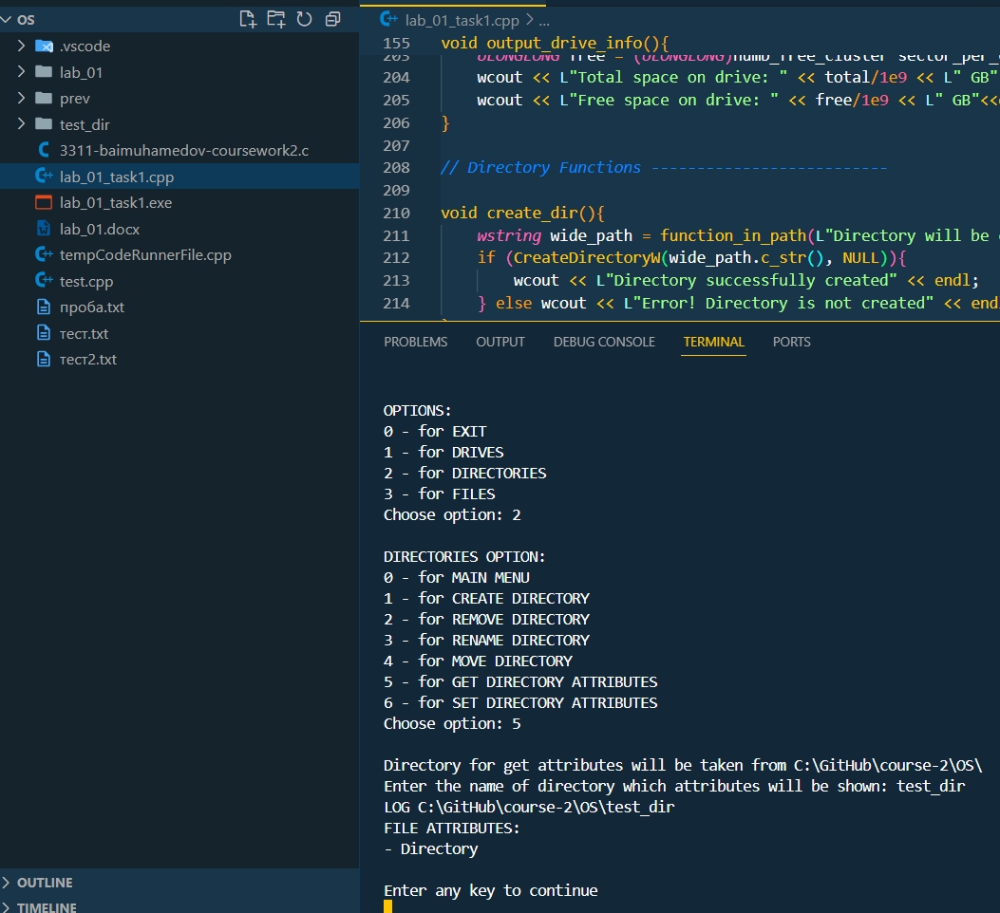 OS
.vscode
lab_01
prev
test_dir
3311-baimuhamedov-coursework2.c
lab_01_task1.cpp
lab_01_task1.exe
lab_01.docx
tempCodeRunnerFile.cpp
test.cpp
проба.txt
тест.txt
тест2.txt
OUTLINE
TIMELINE
lab_01_task1.cpp > ...
155 void output_drive_info(){
203 ULONGLONG free = (ULONGLONG)numb_free_cluster sector_per_
204 wcout << L"Total space on drive: " << total/1e9 << L" GB"
205 wcout << L"Free space on drive: " << free/1e9 << L" GB"<<
206 }
207
208 // Directory Functions --------------------------
209
210 void create_dir(){
211 wstring wide_path = function_in_path(L"Directory will be
212 if (CreateDirectoryW(wide_path.c_str(), NULL)){
213 wcout << L"Directory successfully created" << endl;
214 } else wcout << L"Error! Directory is not created" << end
PROBLEMS OUTPUT DEBUG CONSOLE TERMINAL PORTS
OPTIONS:
0 - for EXIT
1 - for DRIVES
2 - for DIRECTORIES
3 - for FILES
Choose option: 2
DIRECTORIES OPTION:
0 - for MAIN MENU
1 - for CREATE DIRECTORY
2 - for REMOVE DIRECTORY
3 - for RENAME DIRECTORY
4 - for MOVE DIRECTORY
5 - for GET DIRECTORY ATTRIBUTES
6 - for SET DIRECTORY ATTRIBUTES
Choose option: 5
Directory for get attributes will be taken from C:\GitHub\course-2\OS\
Enter the name of directory which attributes will be shown: test_dir
LOG C:\GitHub\course-2\OS\test_dir
FILE ATTRIBUTES:
- Directory
Enter any key to continue